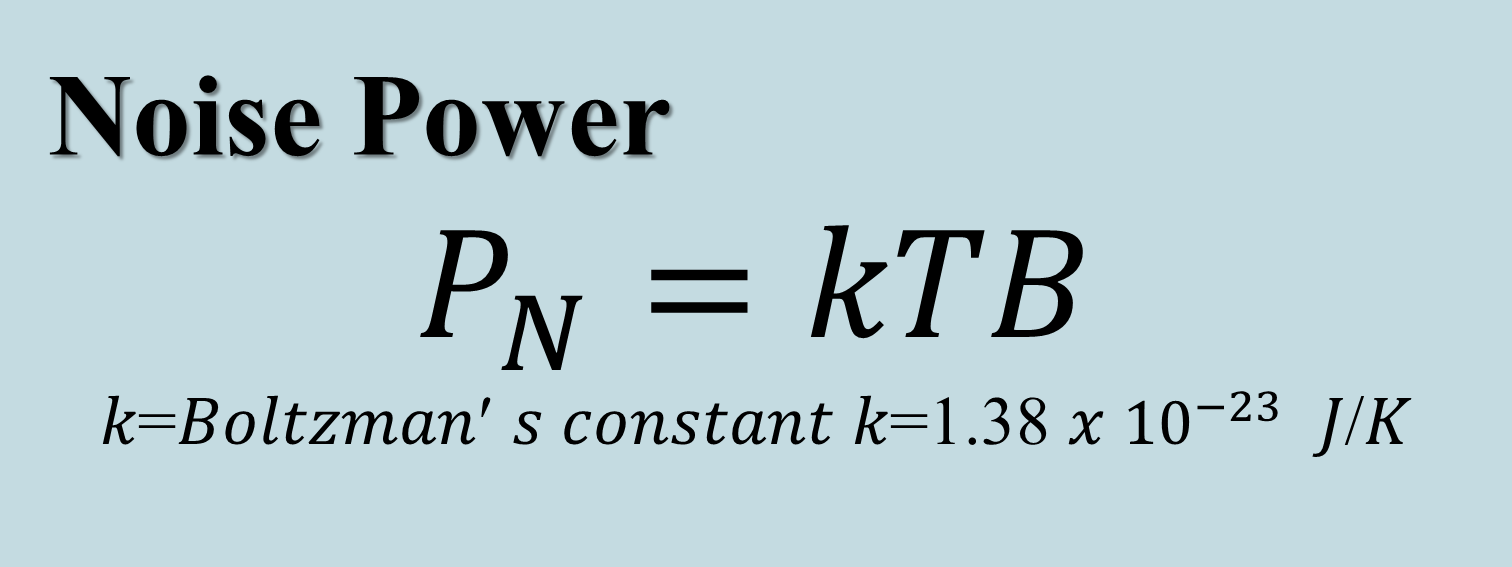 Noise Power
P_N = kTB
k=Boltzman' s constant k=1.38 x 10⁻²³ J/K